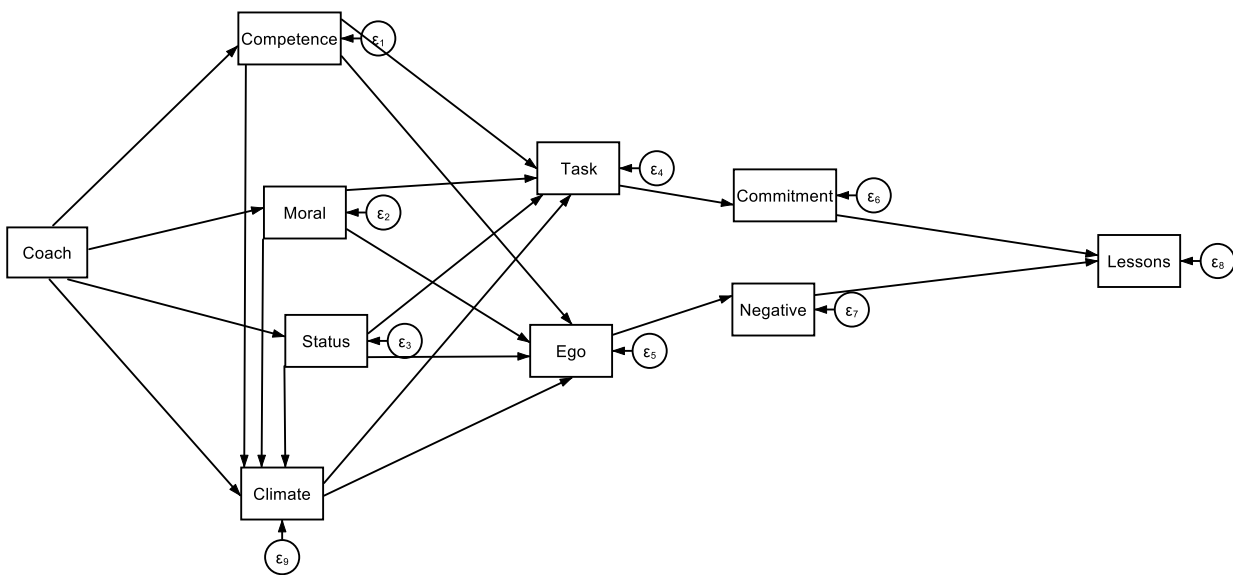 Competence
ε1
Task
ε4
Commitment
ε6
Moral
ε2
Coach
Lessons
ε8
Negative
ε7
Status
ε3
Ego
ε5
Climate
ε9